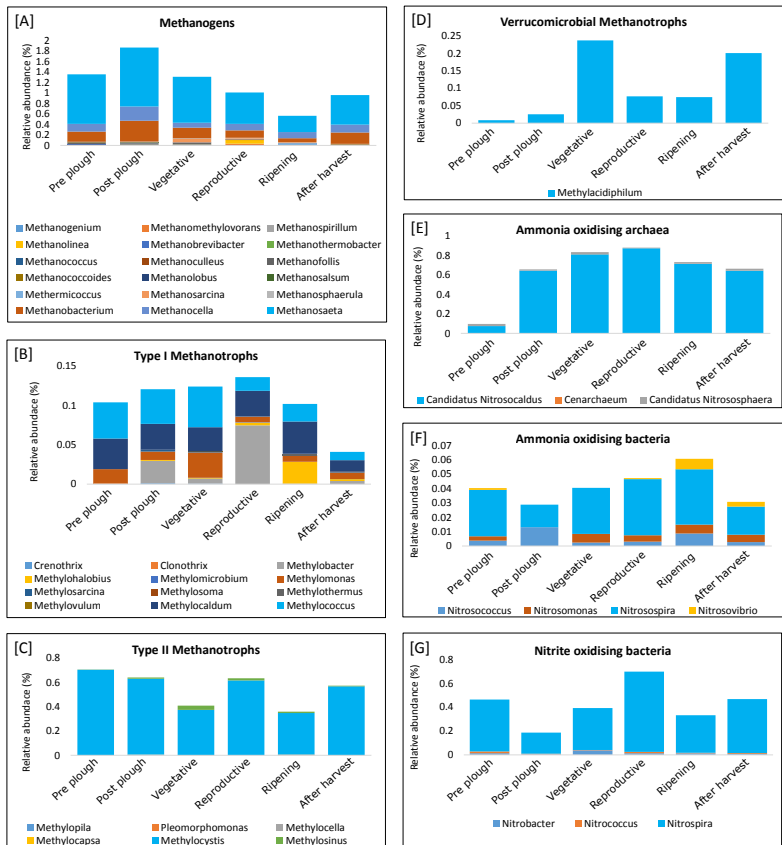 [A]
Methanogens
Relative abundance (%)
2
1.8
1.6
1.4
1.2
1
0.8
0.6
0.4
0.2
0
Pre plough
Post plough
Vegetative
Reproductive
Ripening
After harvest
Methanogenium
Methanomethylovorans
Methanospirillum
Methanolinea
Methanobrevibacter
Methanothermobacter
Methanococcus
Methanoculleus
Methanofollis
Methanococcoides
Methanolobus
Methanosalsum
Methermicoccus
Methanosarcina
Methanosphaerula
Methanobacterium
Methanocella
Methanosaeta
[B]
Type I Methanotrophs
Relative abundace (%)
0.15
0.1
0.05
0
Pre plough
Post plough
Vegetative
Reproductive
Ripening
After harvest
Crenothrix
Clonothrix
Methylobacter
Methylohalobius
Methylomicrobium
Methylomonas
Methylosarcina
Methylosoma
Methylothermus
Methylovulum
Methylocaldum
Methylococcus
[C]
Type II Methanotrophs
Relative abundance (%)
0.8
0.6
0.4
0.2
0
Pre plough
Post plough
Vegetative
Reproductive
Ripening
After harvest
Methylopila
Pleomorphomonas
Methylocella
Methylocapsa
Methylocystis
Methylosinus
[D]
Verrucomicrobial Methanotrophs
Relative abundance (%)
0.25
0.2
0.15
0.1
0.05
0
Pre plough
Post plough
Vegetative
Reproductive
Ripening
After harvest
Methylacidiphilum
[E]
Ammonia oxidising archaea
Relative abundance (%)
1
0.8
0.6
0.4
0.2
0
Pre plough
Post plough
Vegetative
Reproductive
Ripening
After harvest
Candidatus Nitrosocaldus
Cenarchaeum
Candidatus Nitrososphaera
[F]
Ammonia oxidising bacteria
Relative abundance (%)
0.07
0.06
0.05
0.04
0.03
0.02
0.01
0
Pre plough
Post plough
Vegetative
Reproductive
Ripening
After harvest
Nitrosococcus
Nitrosomonas
Nitrosospira
Nitrosovibrio
[G]
Nitrite oxidising bacteria
Relative abundance (%)
0.8
0.6
0.4
0.2
0
Pre plough
Post plough
Vegetative
Reproductive
Ripening
After harvest
Nitrobacter
Nitrococcus
Nitrospira